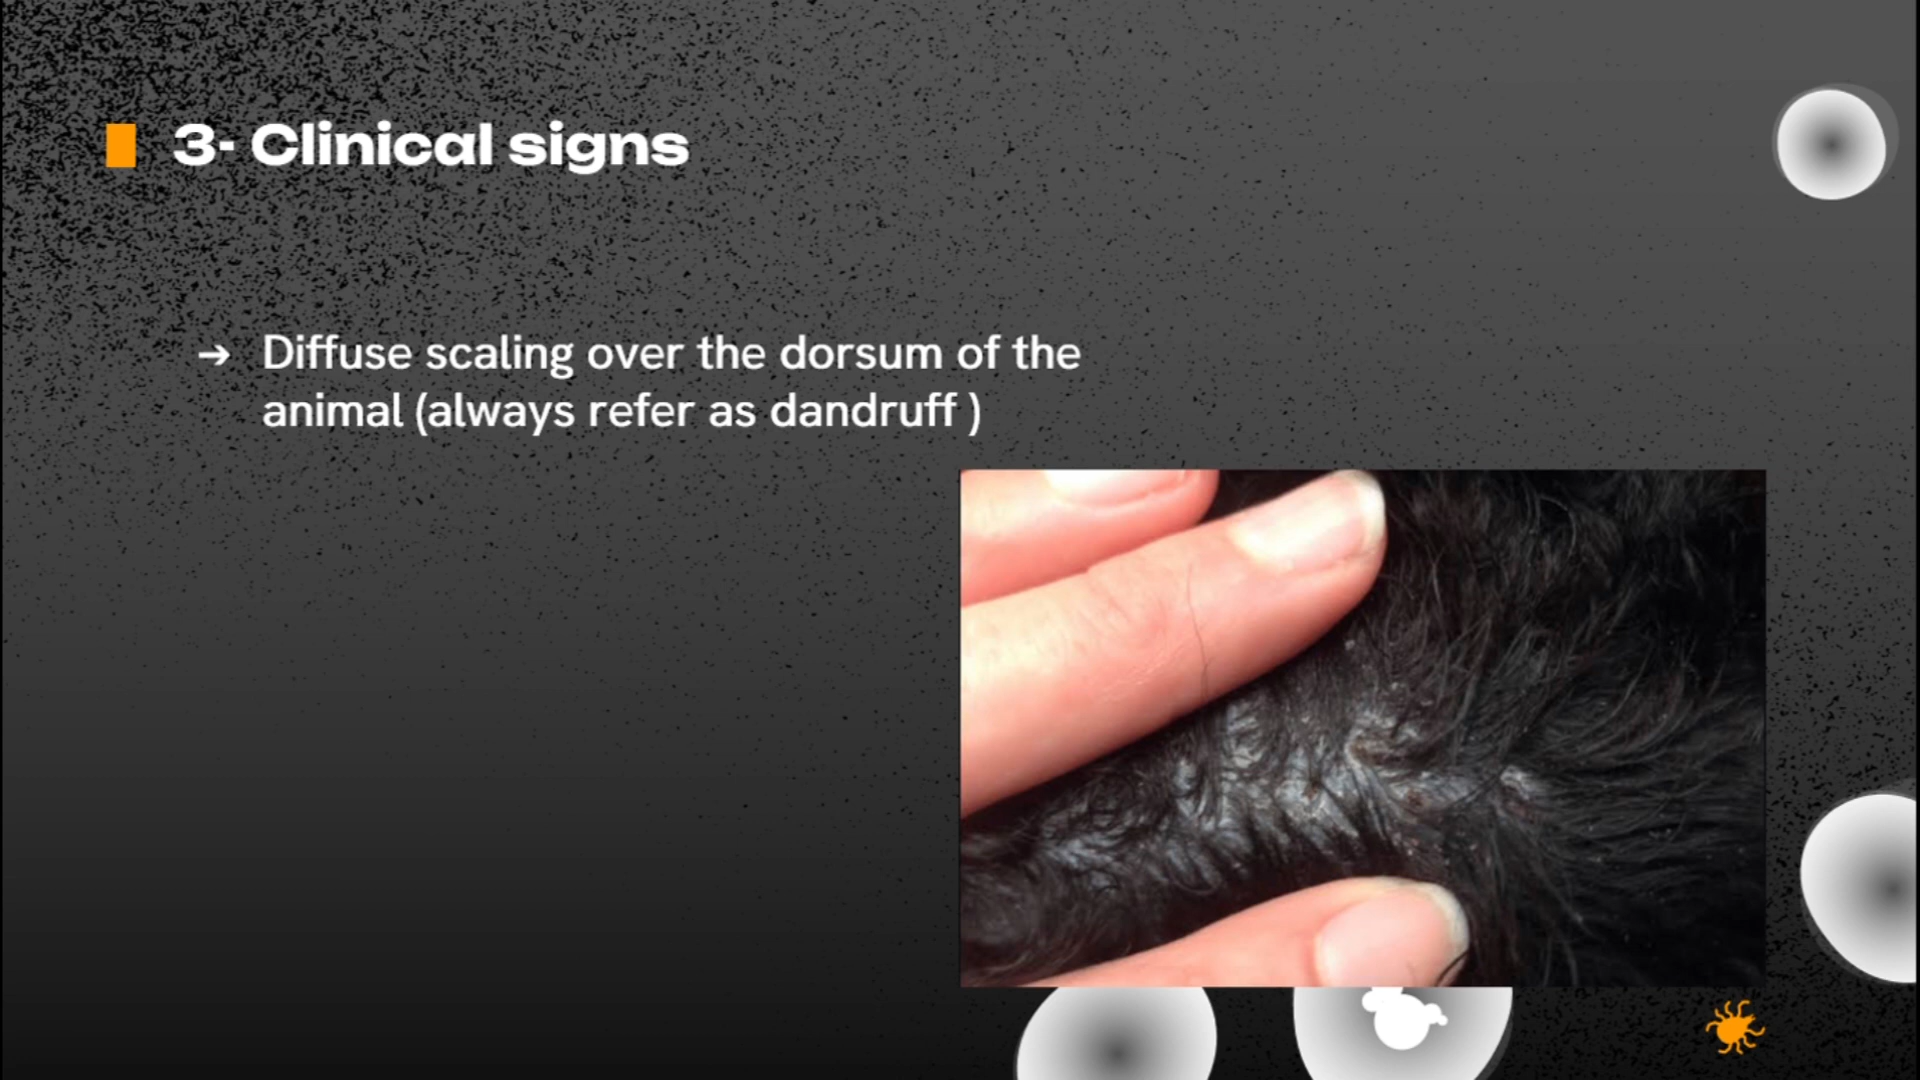 3- Clinical signs
➔ Diffuse scaling over the dorsum of the
animal (always refer as dandruff )